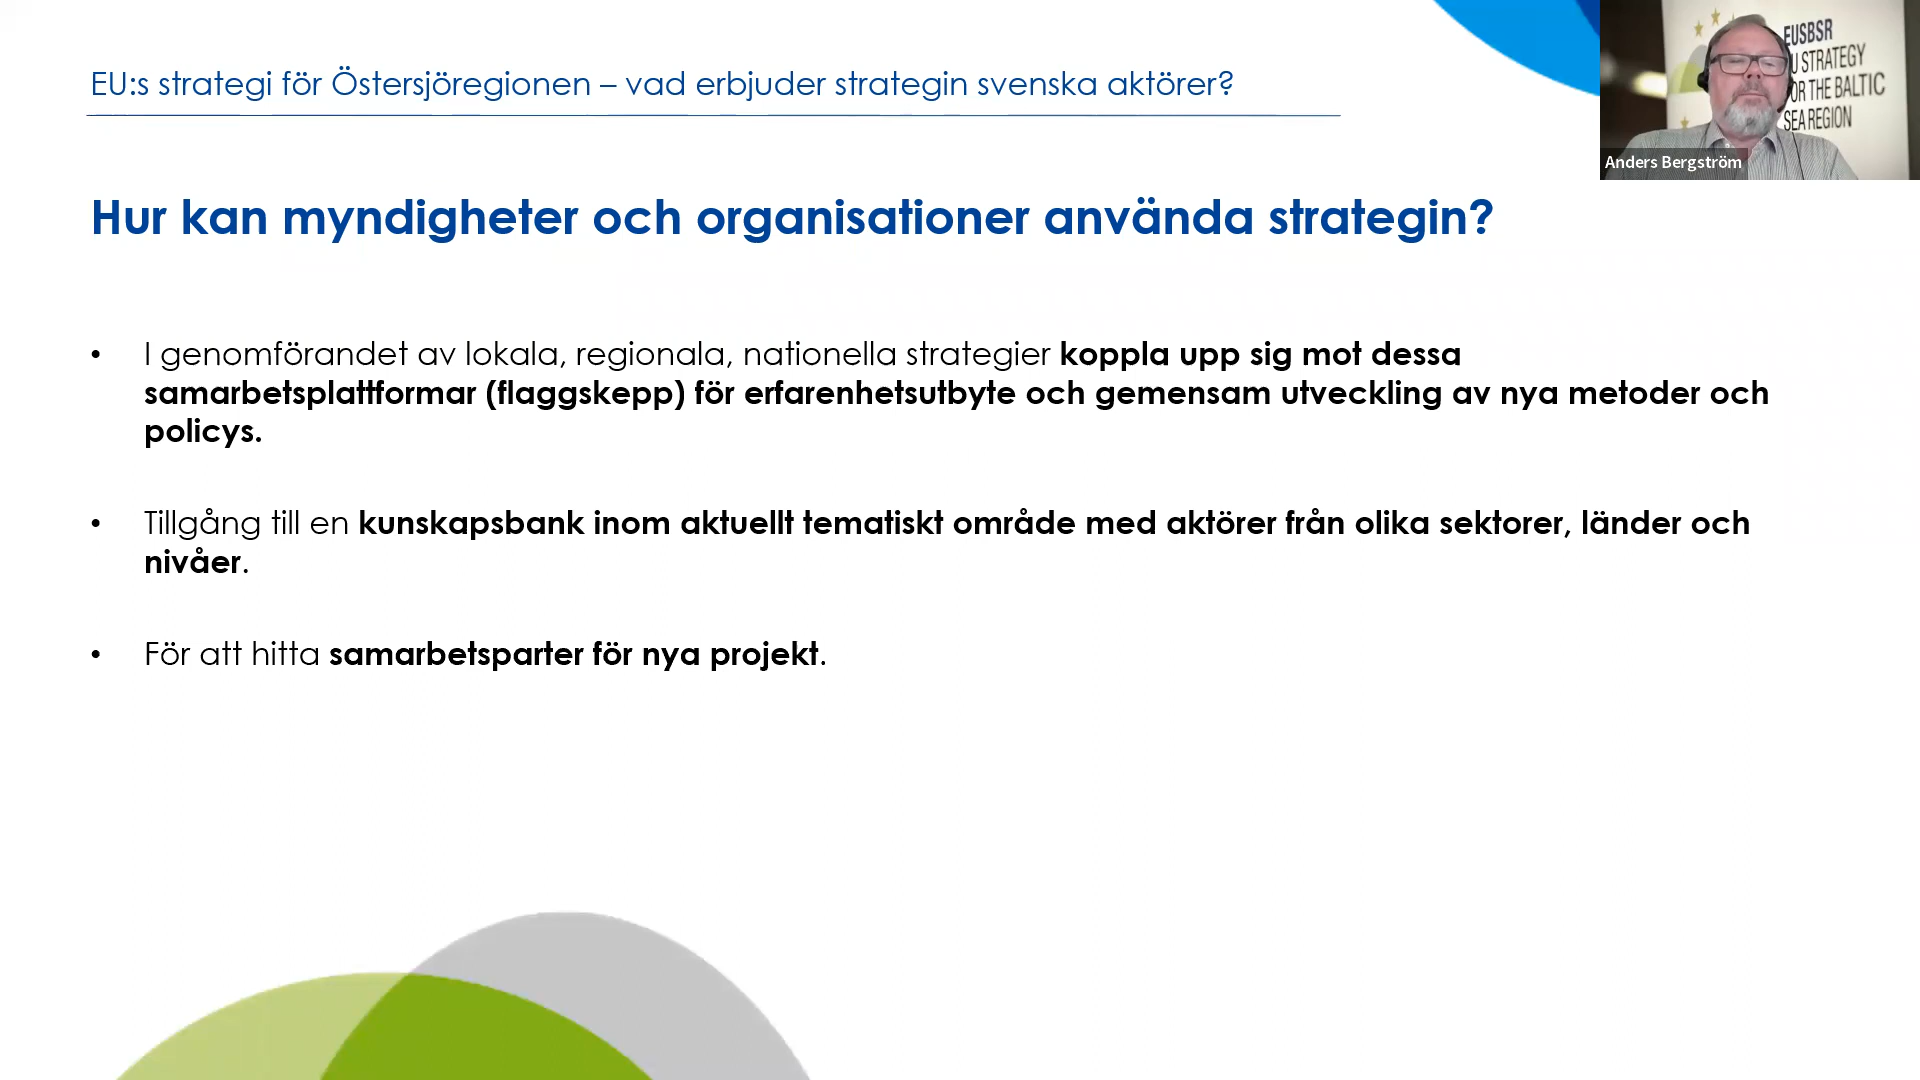 EU:s strategi för Östersjöregionen – vad erbjuder strategin svenska aktörer?
EUSBSR
U STRATEGY
OR THE BALTIC
SEA REGION
Anders Bergström
Hur kan myndigheter och organisationer använda strategin?
• I genomförandet av lokala, regionala, nationella strategier koppla upp sig mot dessa
samarbetsplattformar (flaggskepp) för erfarenhetsutbyte och gemensam utveckling av nya metoder och
policys.
• Tillgång till en kunskapsbank inom aktuellt tematiskt område med aktörer från olika sektorer, länder och
nivåer.
• För att hitta samarbetsparter för nya projekt.